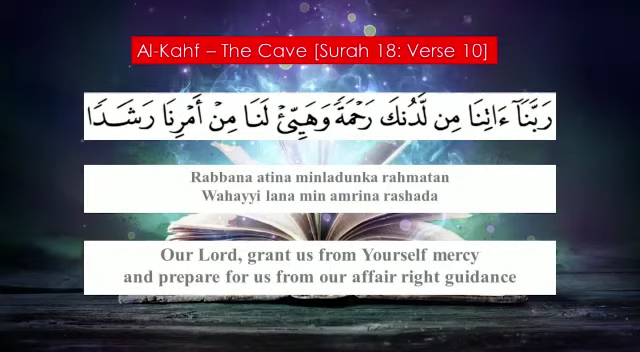 Al-Kahf – The Cave [Surah 18: Verse 10]
رَبَّنَآ ءَاتِنَا مِن لَّدُنكَ رَحْمَةً وَهَيِّئْ لَنَا مِنْ أَمْرِنَا رَشَدًا
Rabbana atina minladunka rahmatan
Wahayyi lana min amrina rashada
Our Lord, grant us from Yourself mercy
and prepare for us from our affair right guidance